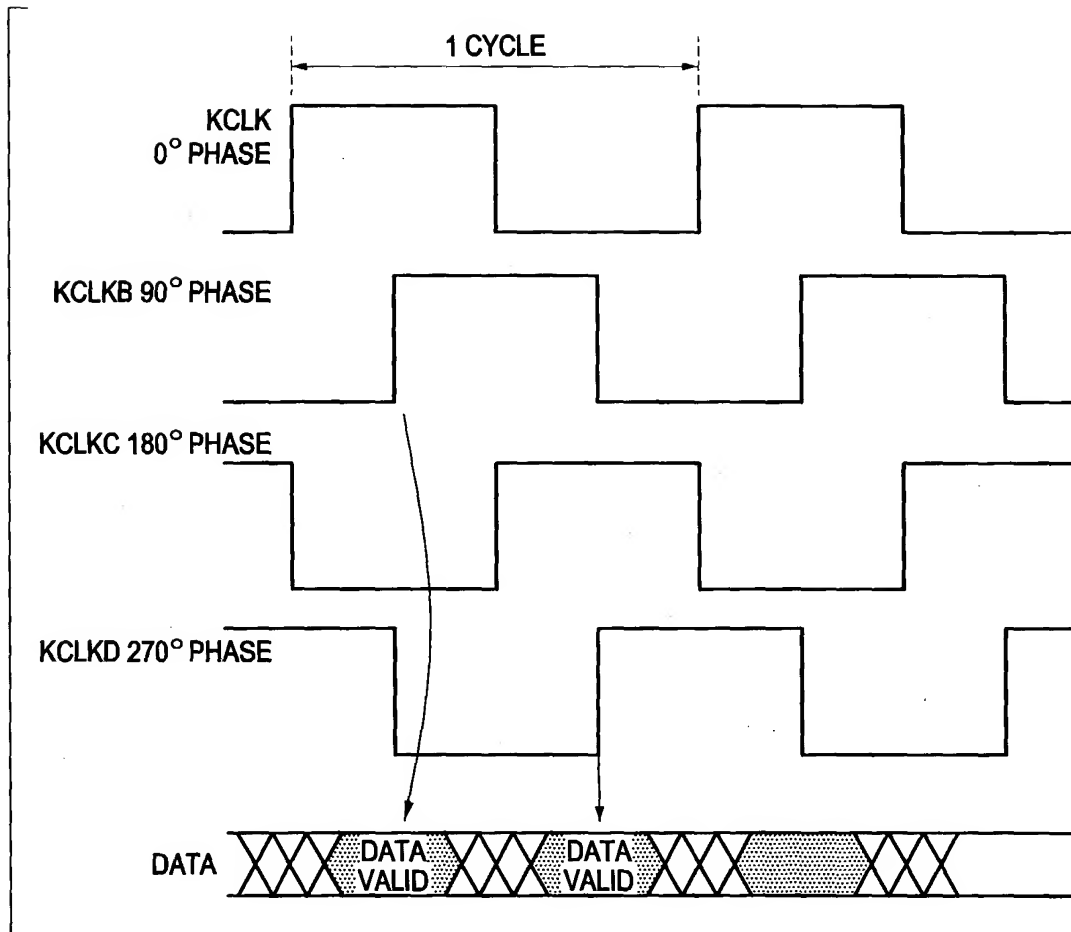 1 CYCLE
KCLK
0° PHASE
KCLKB 90° PHASE
KCLKC 180° PHASE
KCLKD 270° PHASE
DATA
DATA
VALID
DATA
VALID